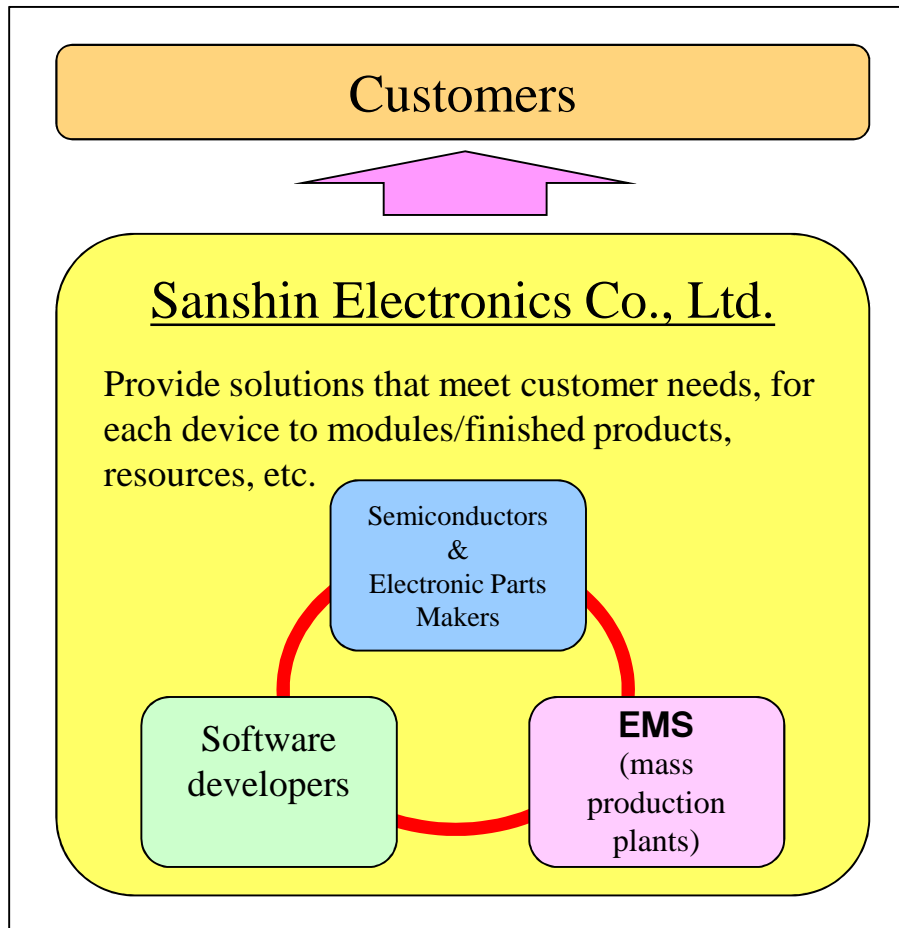 Customers
Sanshin Electronics Co., Ltd.
Provide solutions that meet customer needs, for
each device to modules/finished products,
resources, etc.
Semiconductors
&
Electronic Parts
Makers
Software
developers
EMS
(mass
production
plants)